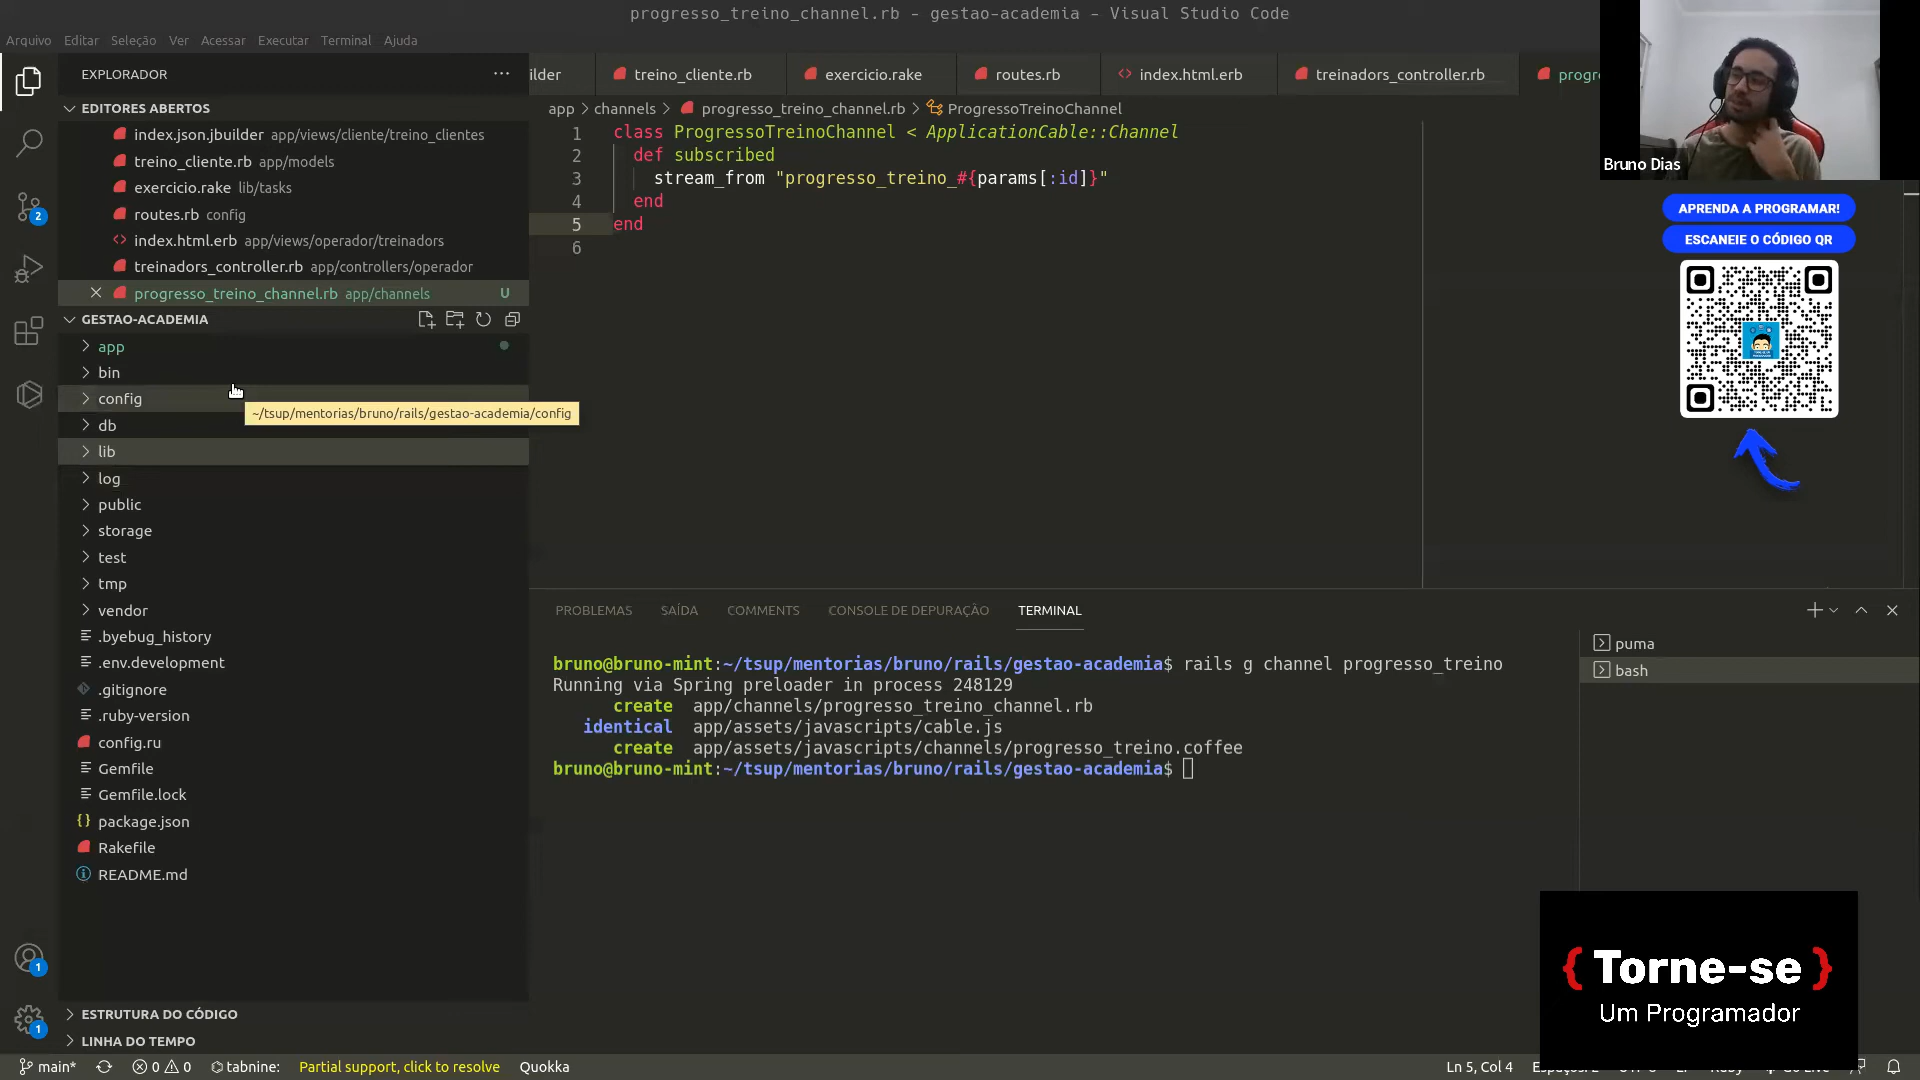 progresso_treino_channel.rb - gestao-academia - Visual Studio Code
Arquivo Editar Seleção Ver Acessar Executar Terminal Ajuda
EXPLORADOR
EDITORES ABERTOS
index.json.jbuilder app/views/cliente/treino_clientes
treino_cliente.rb app/models
exercicio.rake lib/tasks
routes.rb config
index.html.erb app/views/operador/treinadors
treinadors_controller.rb app/controllers/operador
progresso_treino_channel.rb app/channels U
GESTAO-ACADEMIA
app
bin
config
~/tsup/mentorias/bruno/rails/gestao-academia/config
db
lib
log
public
storage
test
tmp
vendor
.byebug_history
.env.development
.gitignore
.ruby-version
config.ru
Gemfile
Gemfile.lock
package.json
Rakefile
README.md
ESTRUTURA DO CÓDIGO
LINHA DO TEMPO
ilder treino_cliente.rb exercicio.rake routes.rb index.html.erb treinadors_controller.rb progre
app > channels > progresso_treino_channel.rb > ProgressoTreinoChannel
1 class ProgressoTreinoChannel < ApplicationCable::Channel
2 def subscribed
3 stream_from "progresso_treino_#{params[:id]}"
4 end
5 end
6
PROBLEMAS SAÍDA COMMENTS CONSOLE DE DEPURAÇÃO TERMINAL
bruno@bruno-mint:~/tsup/mentorias/bruno/rails/gestao-academia$ rails g channel progresso_treino
Running via Spring preloader in process 248129
create app/channels/progresso_treino_channel.rb
identical app/assets/javascripts/cable.js
create app/assets/javascripts/channels/progresso_treino.coffee
bruno@bruno-mint:~/tsup/mentorias/bruno/rails/gestao-academia$
puma
bash
Bruno Dias
APRENDA A PROGRAMAR!
ESCANEIE O CÓDIGO QR
{ Torne-se }
Um Programador
2
1
1
main* 0 0 tabnine: Partial support, click to resolve Quokka
Ln 5, Col 4